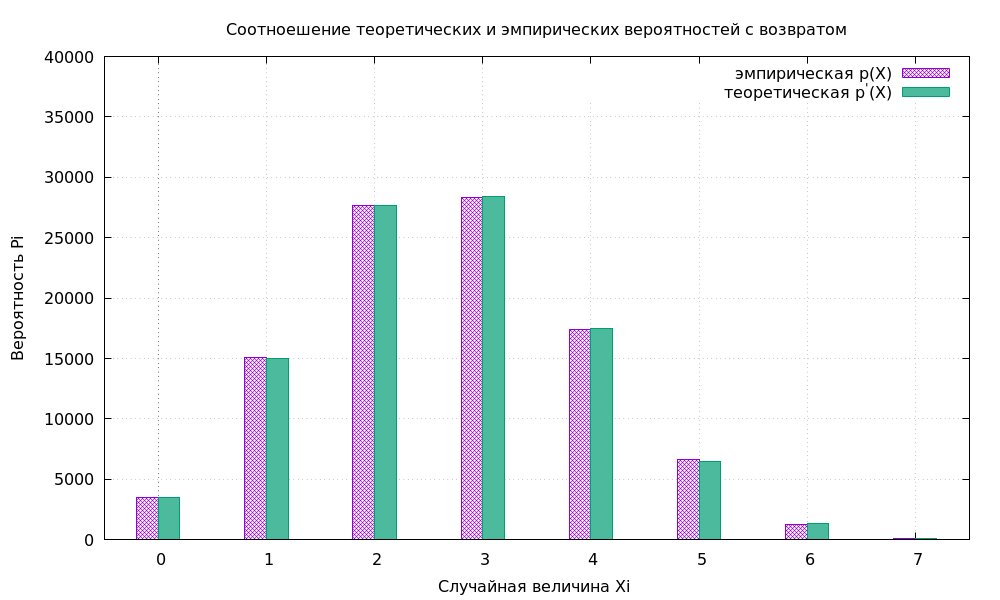 Соотноешение теоретических и эмпирических вероятностей с возвратом
эмпирическая p(X)
теоретическая p'(X)
40000
35000
30000
25000
20000
15000
10000
5000
0
Вероятность Pi
0 1 2 3 4 5 6 7
Случайная величина Xi